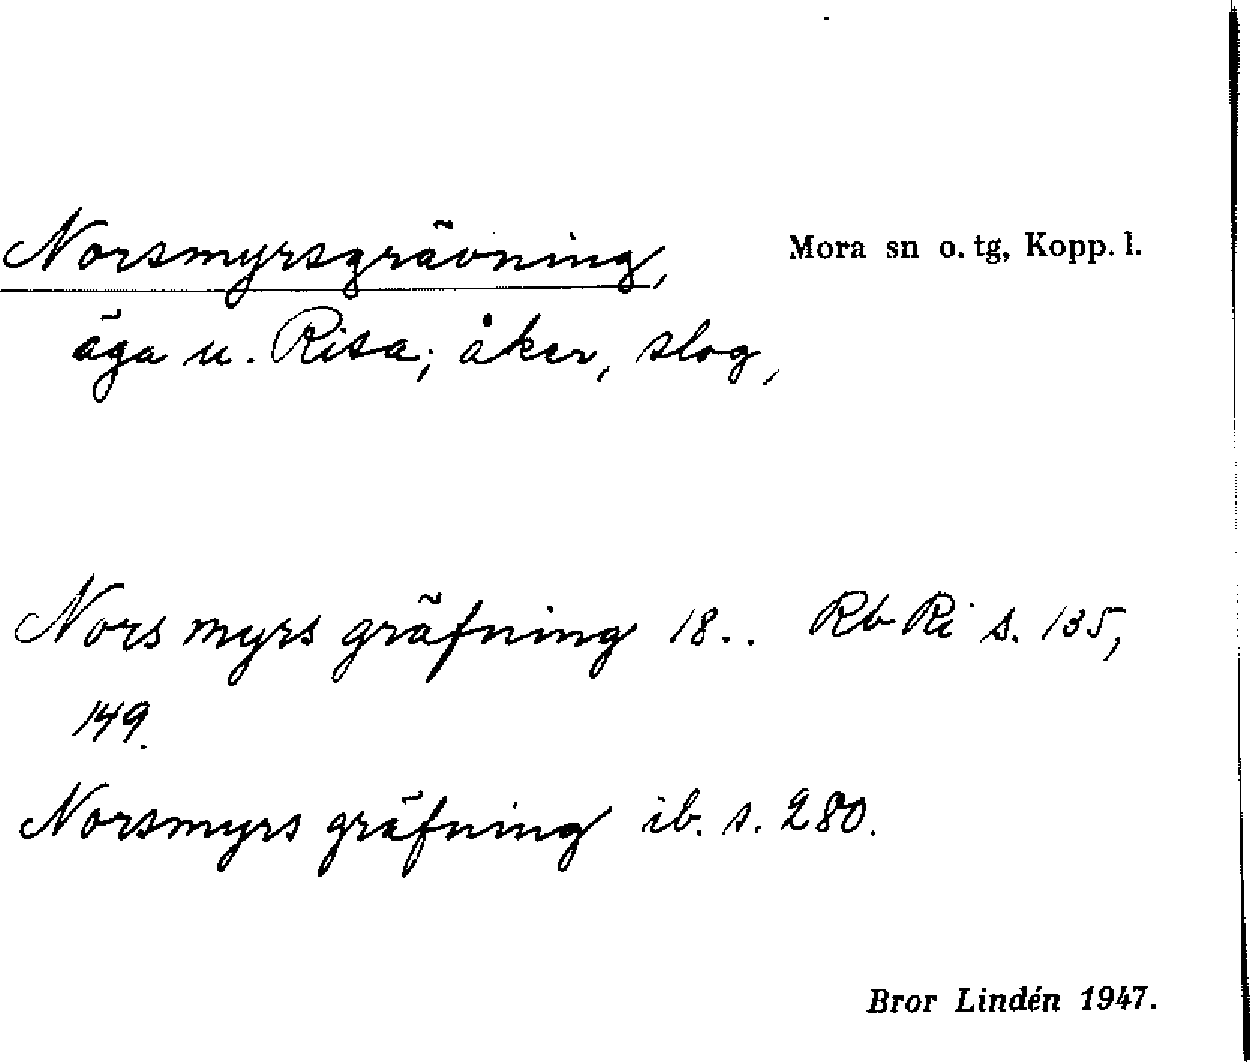 Norsmyrsgrävning, Mora sn o. tg, Kopp. l.
äga u. Risa; åker, slog,
Nors myrs gräfning 18.. Rb Ri s. 135,
149.
Norsmyrs gräfning ib. s. 280.
Bror Lindén 1947.